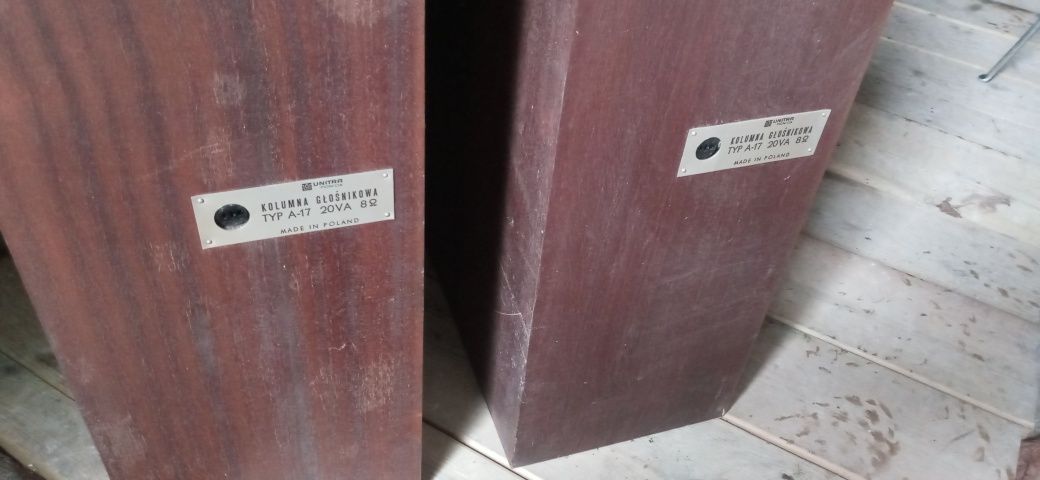 UNITRA
KOLUMNA GŁOŚNIKOWA
TYP A-17 20VA 8Ω
MADE IN POLAND
UNITRA
KOLUMNA GŁOŚNIKOWA
TYP A-17 20VA 8Ω
MADE IN POLAND